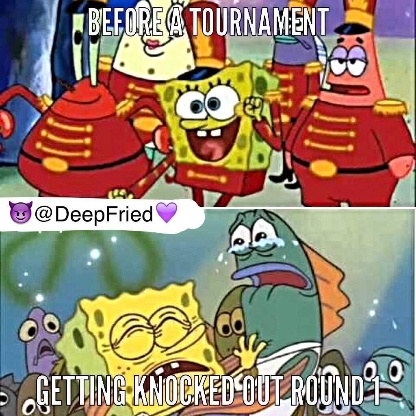 BEFORE A TOURNAMENT
😈@DeepFried💜
GETTING KNOCKED OUT ROUND 1